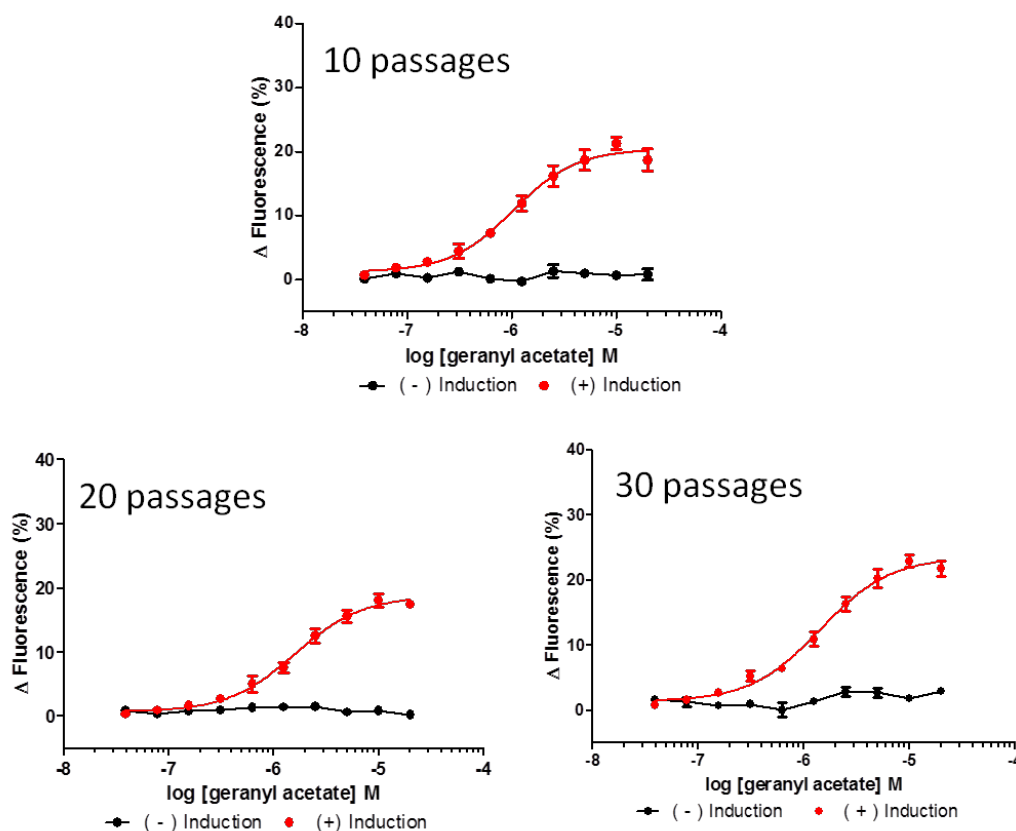 40
10 passages
30
20
10
0
Δ Fluorescence (%)
-8 -7 -6 -5 -4
log [geranyl acetate] M
( - ) Induction (+) Induction
40
20 passages
30
20
10
0
Δ Fluorescence (%)
-8 -7 -6 -5 -4
log [geranyl acetate] M
( - ) Induction (+) Induction
40
30 passages
30
20
10
0
Δ Fluorescence (%)
-8 -7 -6 -5 -4
log [geranyl acetate] M
( - ) Induction ( + ) Induction